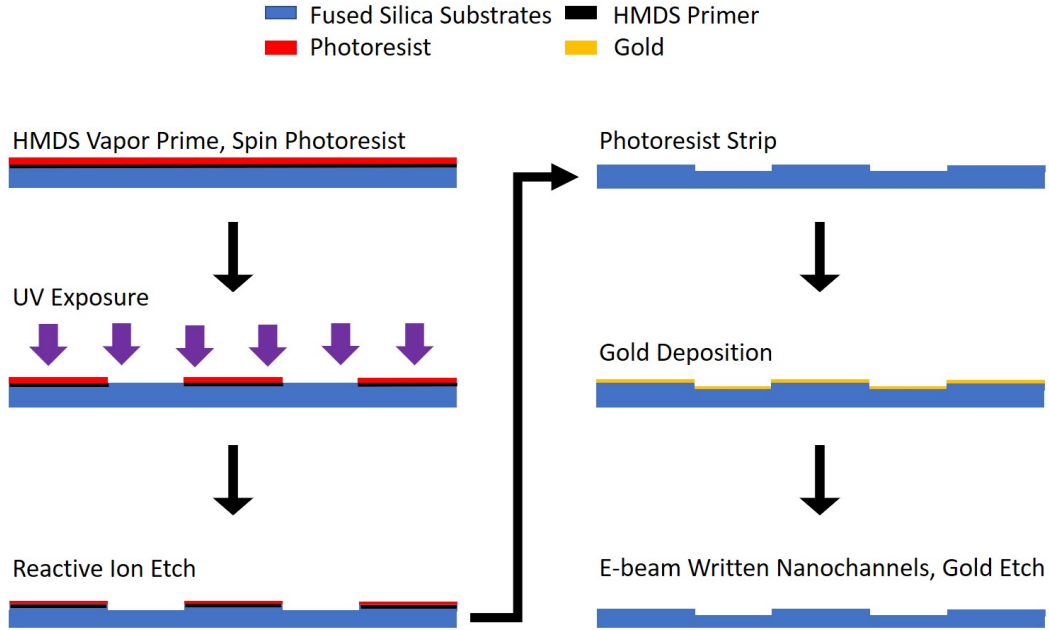 Fused Silica Substrates
HMDS Primer
Photoresist
Gold
HMDS Vapor Prime, Spin Photoresist
UV Exposure
Reactive Ion Etch
Photoresist Strip
Gold Deposition
E-beam Written Nanochannels, Gold Etch